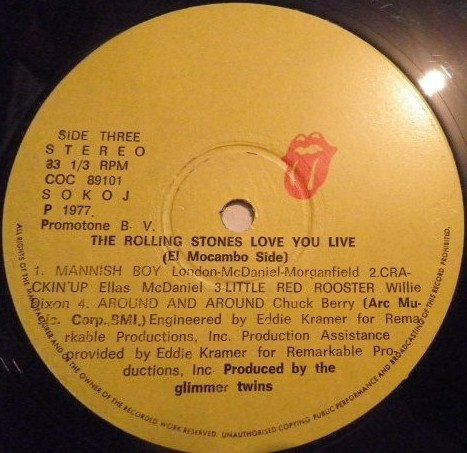 SIDE THREE
STEREO
33 1/3 RPM
COC 89101
SOKOJ
P 1977.
Promotone B V.
THE ROLLING STONES LOVE YOU LIVE
(El Mocambo Side)
1. MANNISH BOY London-McDaniel-Morganfield 2.CRA-
CKIN'UP Ellas McDaniel 3-LITTLE RED ROOSTER Willie
Dixon 4. AROUND AND AROUND Chuck Berry (Arc Mu-
sic. Corp.,BMI,) Engineered by Eddie Kramer for Rema-
rkable Productions, Inc. Production Assistance
provided by Eddie Kramer for Remarkable Pro-
ductions, Inc Produced by the
glimmer twins
ALL RIGHTS OF THE MANUFACTURER AND OF THE OWNER OF THE RECORDED WORK RESERVED. UNAUTHORISED COPYING PUBLIC PERFORMANCE AND BROADCASTING OF THIS RECORD PROHIBITED.